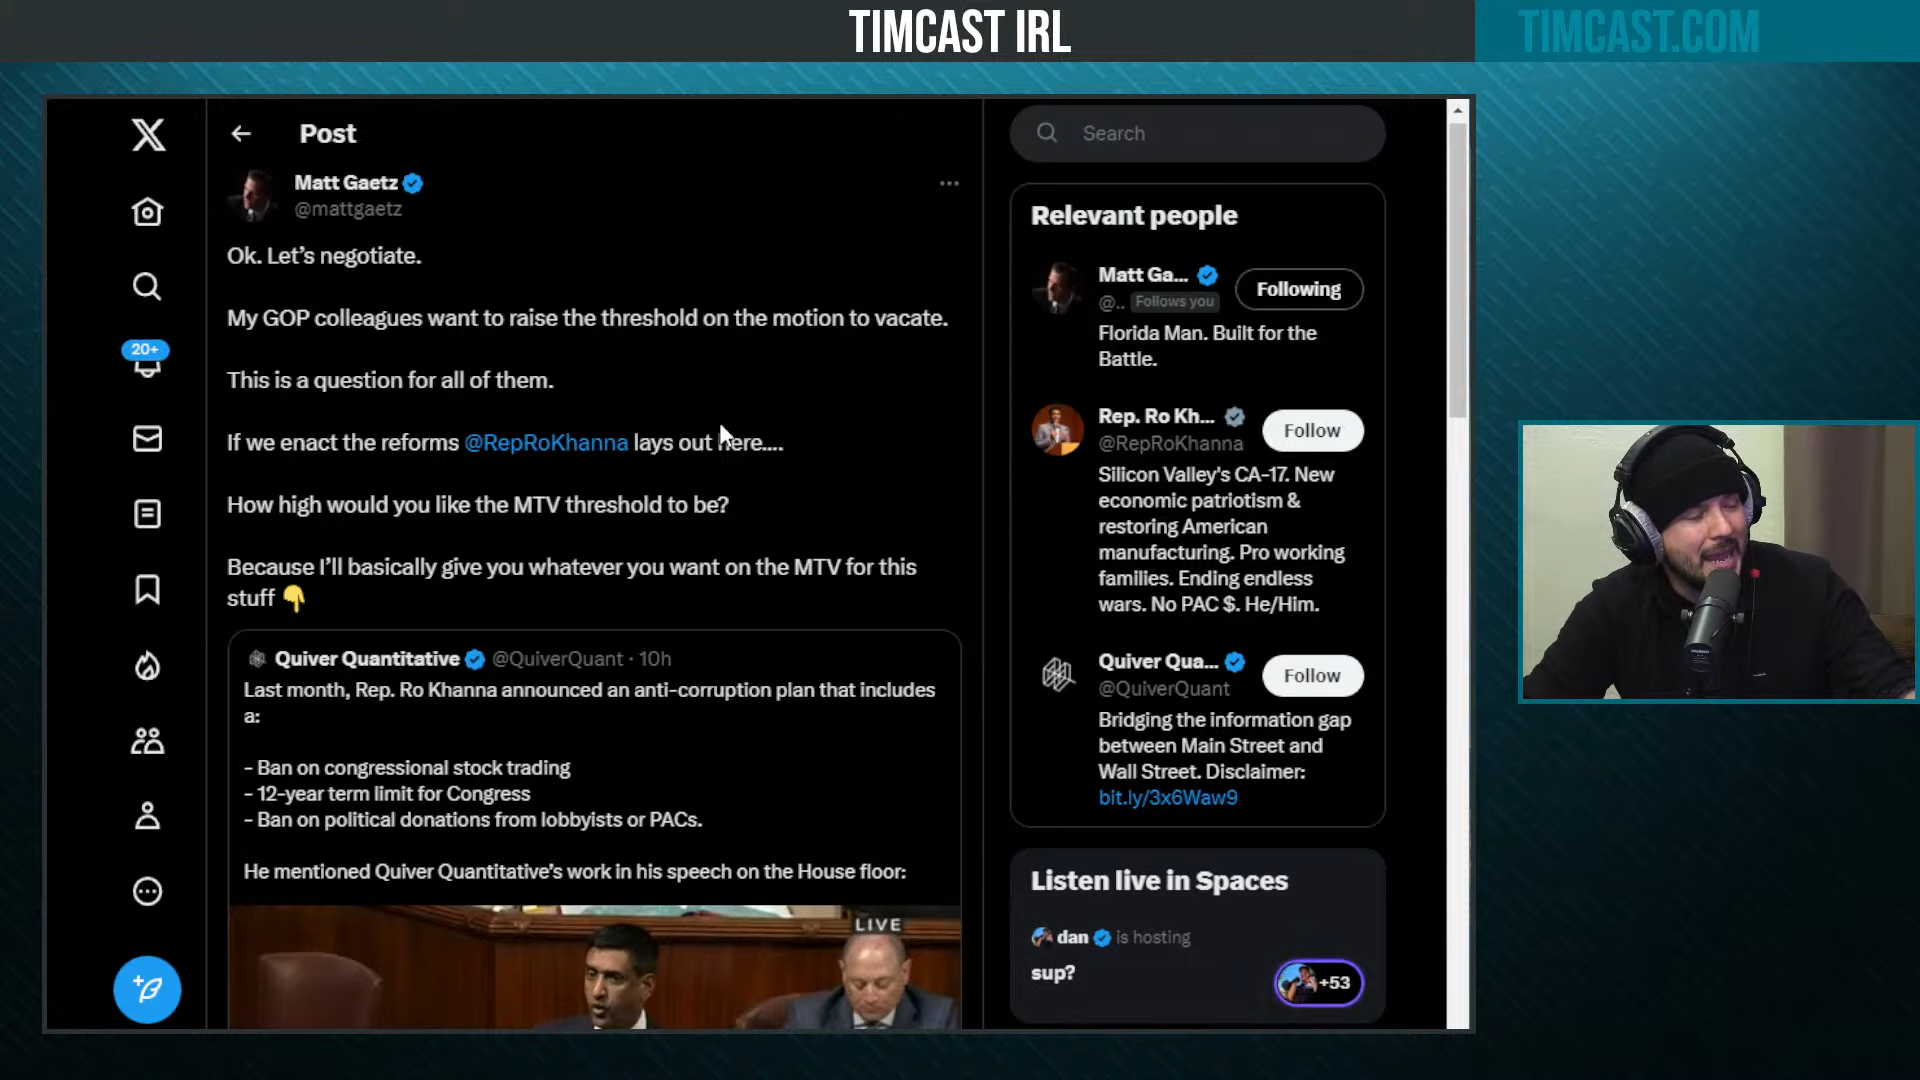 TIMCAST IRL
TIMCAST.COM
Post
Search
Matt Gaetz
@mattgaetz
Ok. Let's negotiate.
My GOP colleagues want to raise the threshold on the motion to vacate.
This is a question for all of them.
If we enact the reforms @RepRoKhanna lays out here....
How high would you like the MTV threshold to be?
Because I'll basically give you whatever you want on the MTV for this
stuff 👇
Quiver Quantitative @QuiverQuant · 10h
Last month, Rep. Ro Khanna announced an anti-corruption plan that includes
a:
- Ban on congressional stock trading
- 12-year term limit for Congress
- Ban on political donations from lobbyists or PACs.
He mentioned Quiver Quantitative's work in his speech on the House floor:
LIVE
20+
Relevant people
Matt Ga...
@.. Follows you
Following
Florida Man. Built for the
Battle.
Rep. Ro Kh...
@RepRoKhanna
Follow
Silicon Valley's CA-17. New
economic patriotism &
restoring American
manufacturing. Pro working
families. Ending endless
wars. No PAC $. He/Him.
Quiver Qua...
@QuiverQuant
Follow
Bridging the information gap
between Main Street and
Wall Street. Disclaimer:
bit.ly/3x6Waw9
Listen live in Spaces
dan is hosting
sup?
+53